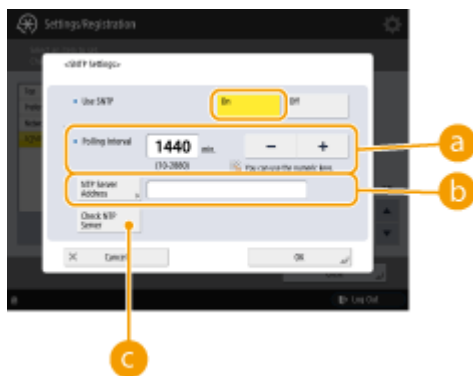 Settings/Registration
<SNTP Settings>
Use SNTP
On
Off
Polling Interval
1440 min.
− +
(10-2880)
You can use the numeric keys.
a
NTP Server
Address
b
Check NTP
Server
Cancel
OK
Log Out
c